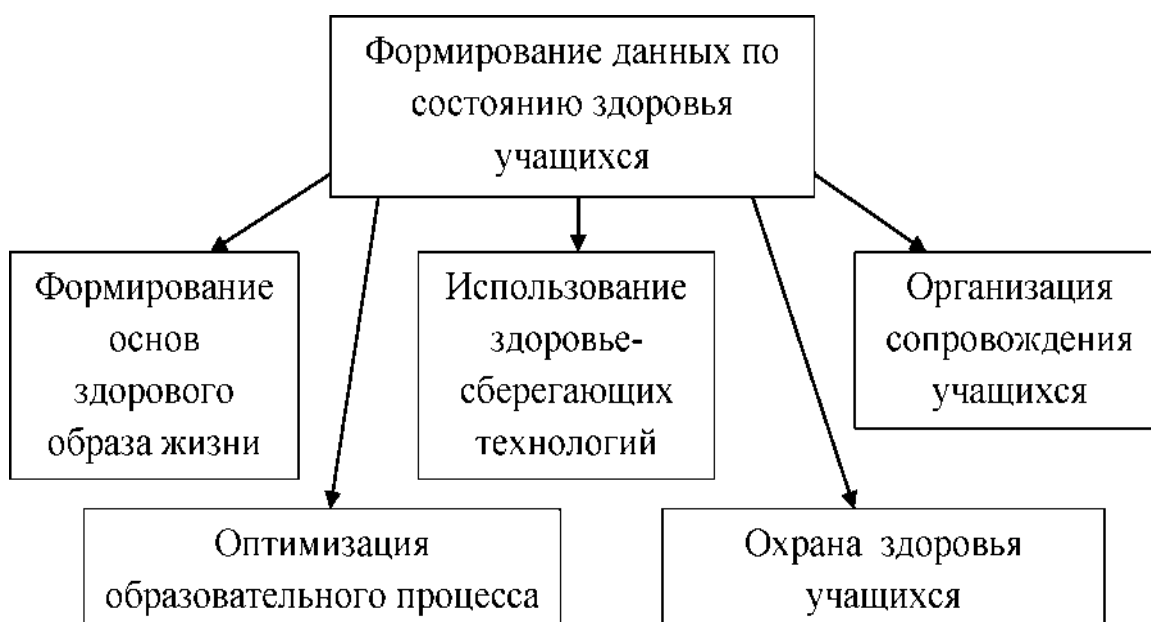 Формирование данных по
состоянию здоровья
учащихся
Формирование
основ
здорового
образа жизни
Использование
здоровье-
сберегающих
технологий
Организация
сопровождения
учащихся
Оптимизация
образовательного процесса
Охрана здоровья
учащихся